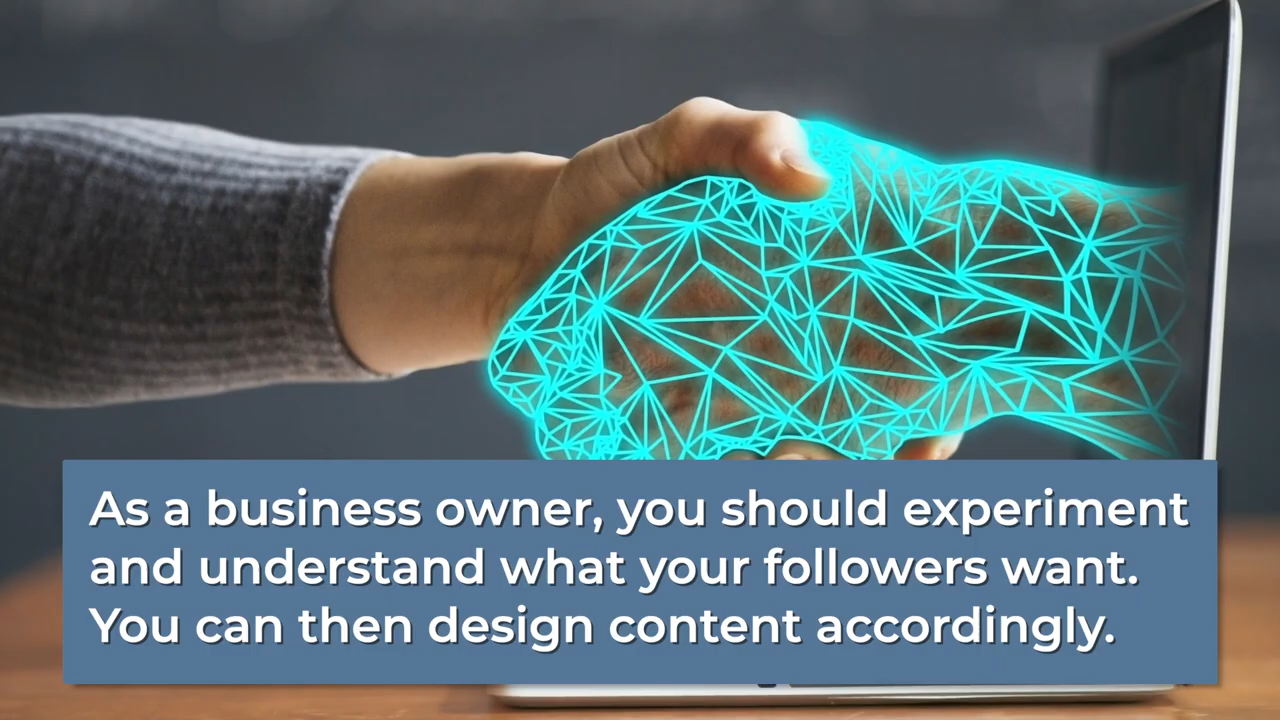 As a business owner, you should experiment
and understand what your followers want.
You can then design content accordingly.